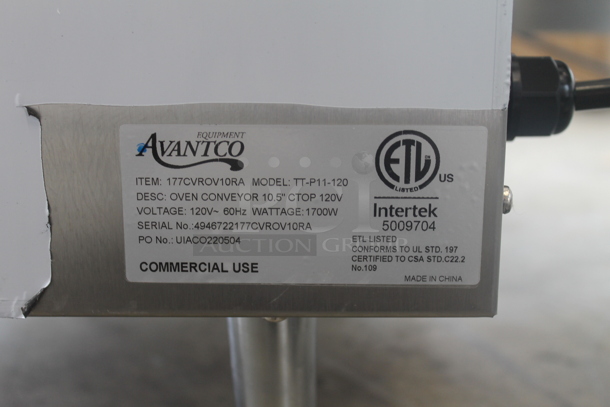 EQUIPMENT
AVANTCO
ITEM: 177CVROV10RA MODEL: TT-P11-120
DESC: OVEN CONVEYOR 10.5" CTOP 120V
VOLTAGE: 120V~ 60Hz WATTAGE:1700W
SERIAL No.:4946722177CVROV10RA
PO No.: UIACO220504
COMMERCIAL USE
ETL
LISTED
US
Intertek
5009704
ETL LISTED
CONFORMS TO UL STD. 197
CERTIFIED TO CSA STD.C22.2
No.109
MADE IN CHINA
AUCTION GROUP